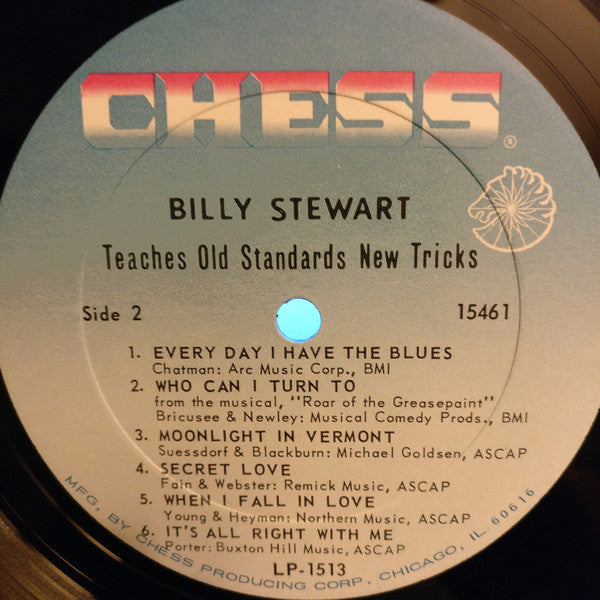 CHESS
®
BILLY STEWART
Teaches Old Standards New Tricks
Side 2
15461
1. EVERY DAY I HAVE THE BLUES
Chatman: Arc Music Corp., BMI
2. WHO CAN I TURN TO
from the musical, "Roar of the Greasepaint"
Bricusee & Newley: Musical Comedy Prods., BMI
3. MOONLIGHT IN VERMONT
Suessdorf & Blackburn: Michael Goldsen, ASCAP
4. SECRET LOVE
Fain & Webster: Remick Music, ASCAP
5. WHEN I FALL IN LOVE
Young & Heyman: Northern Music, ASCAP
6. IT'S ALL RIGHT WITH ME
Porter: Buxton Hill Music, ASCAP
LP-1513
MFG. BY CHESS PRODUCING CORP., CHICAGO, IL 60616